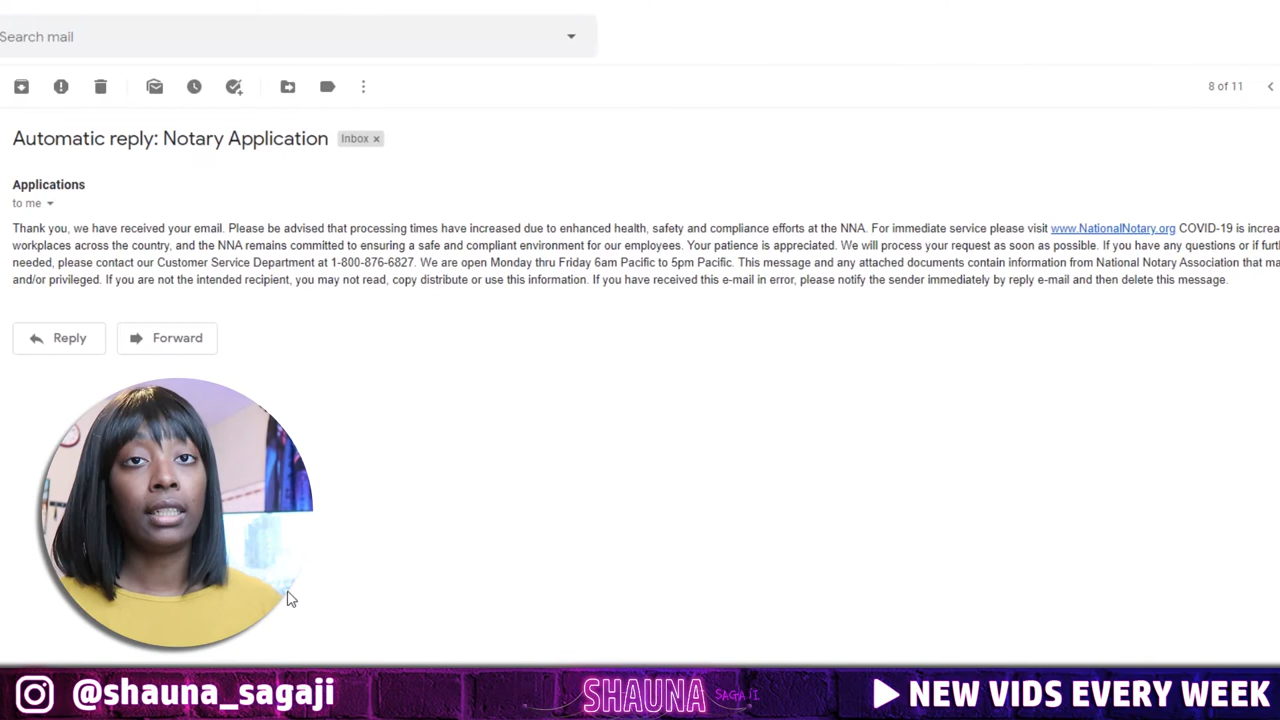 Search mail
8 of 11
Automatic reply: Notary Application
Inbox ×
Applications
to me
Thank you, we have received your email. Please be advised that processing times have increased due to enhanced health, safety and compliance efforts at the NNA. For immediate service please visit www.NationalNotary.org COVID-19 is increa
workplaces across the country, and the NNA remains committed to ensuring a safe and compliant environment for our employees. Your patience is appreciated. We will process your request as soon as possible. If you have any questions or if furt
needed, please contact our Customer Service Department at 1-800-876-6827. We are open Monday thru Friday 6am Pacific to 5pm Pacific. This message and any attached documents contain information from National Notary Association that ma
and/or privileged. If you are not the intended recipient, you may not read, copy distribute or use this information. If you have received this e-mail in error, please notify the sender immediately by reply e-mail and then delete this message.
Reply
Forward
@shauna_sagaji
SHAUNA SAGAJI
NEW VIDS EVERY WEEK